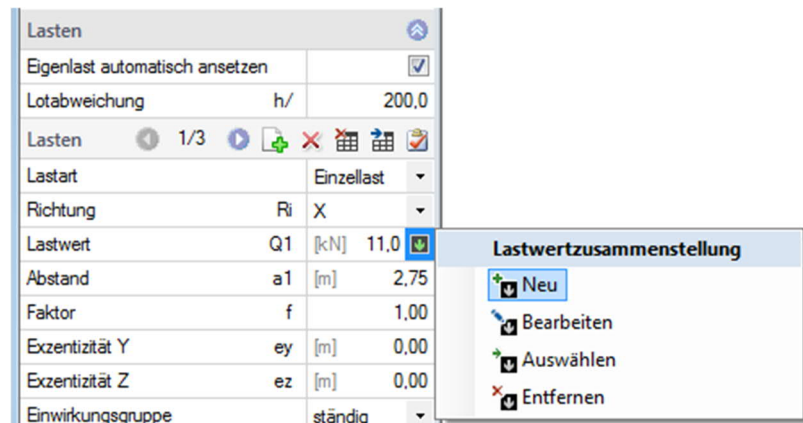 Lasten
Eigenlast automatisch ansetzen
Lotabweichung h/ 200,0
Lasten 1/3
Lastart Einzellast
Richtung Ri X
Lastwert Q1 [kN] 11,0
Abstand a1 [m] 2,75
Faktor f 1,00
Exzentizität Y ey [m] 0,00
Exzentizität Z ez [m] 0,00
Einwirkungsgruppe ständig
Lastwertzusammenstellung
Neu
Bearbeiten
Auswählen
Entfernen